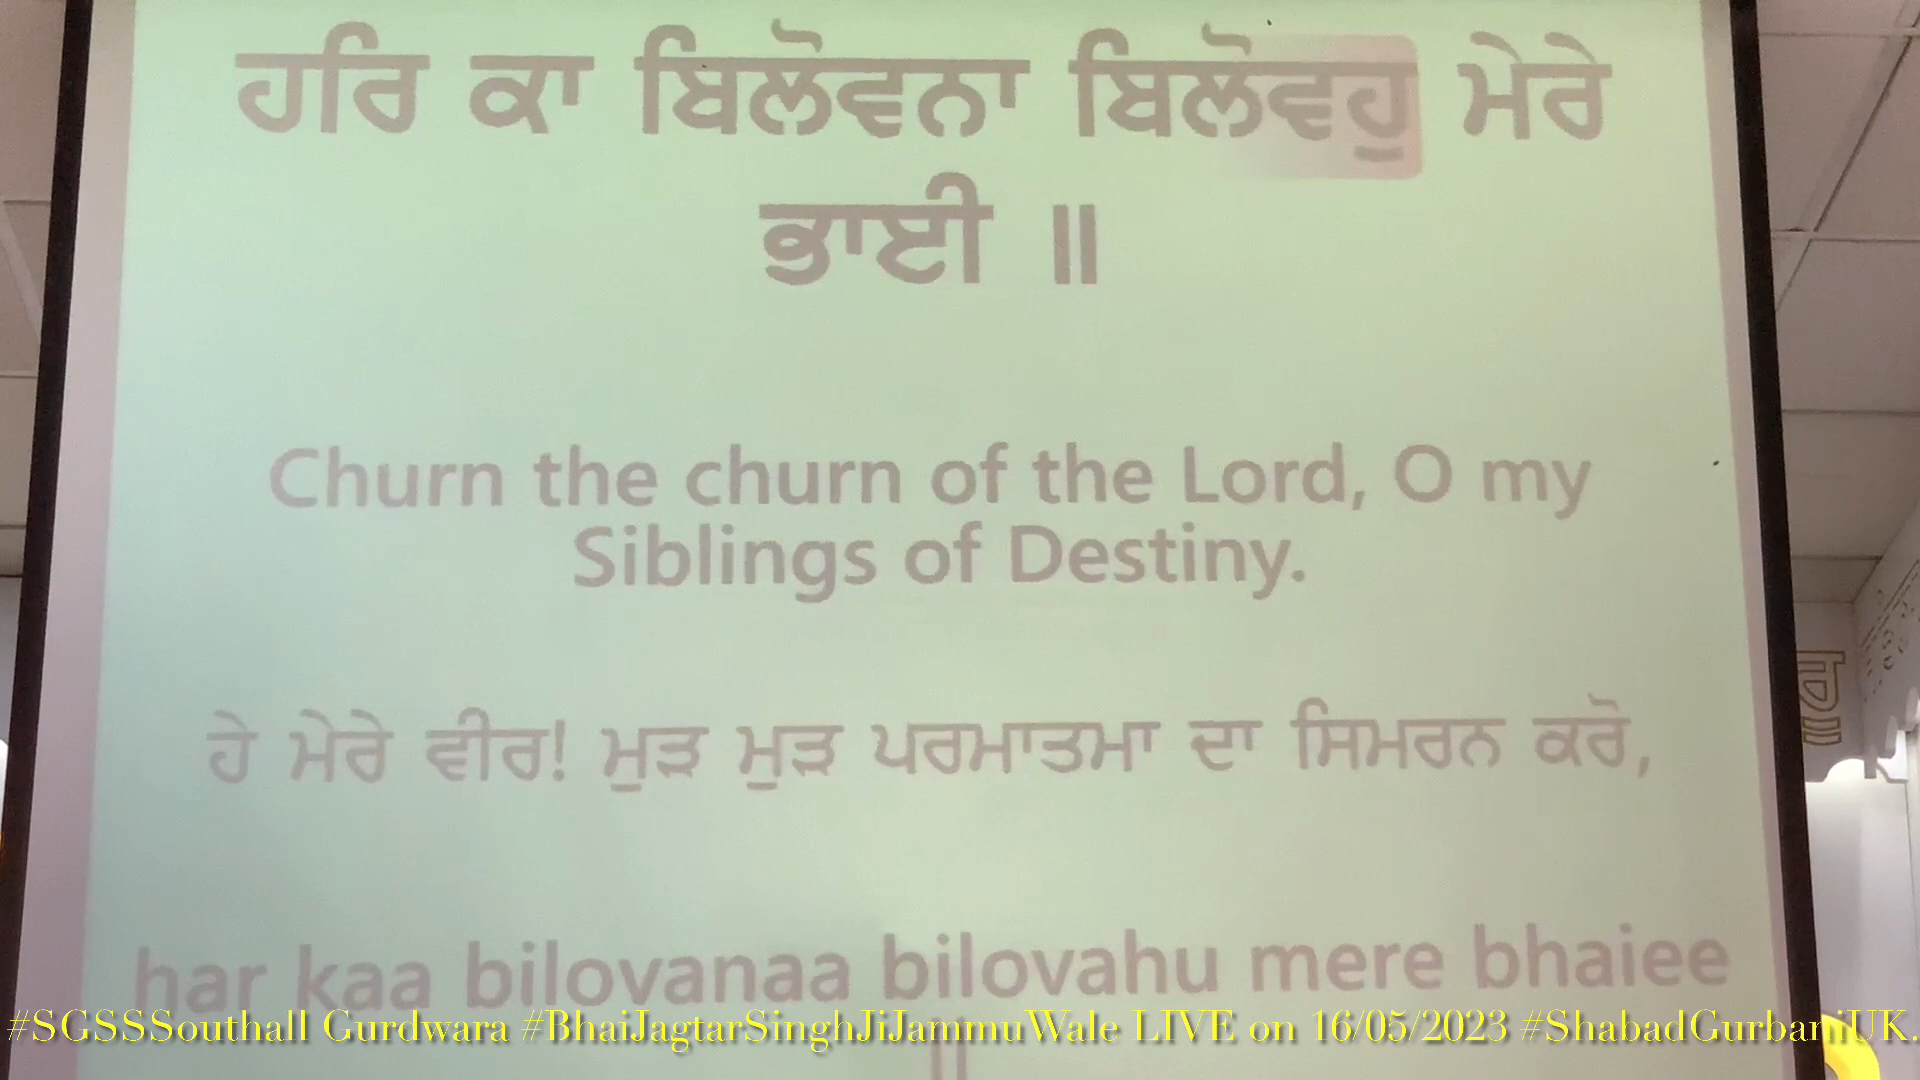 ਹਰਿ ਕਾ ਬਿਲੋਵਨਾ ਬਿਲੋਵਹੁ ਮੇਰੇ
ਭਾਈ ॥
Churn the churn of the Lord, O my
Siblings of Destiny.
ਹੇ ਮੇਰੇ ਵੀਰ! ਮੁੜ ਮੁੜ ਪਰਮਾਤਮਾ ਦਾ ਸਿਮਰਨ ਕਰੋ,
har kaa bilovanaa bilovahu mere bhaiee
||
#SGSSSouthall Gurdwara #BhaiJagtarSinghJiJammuWale LIVE on 16/05/2023 #ShabadGurbaniUK.